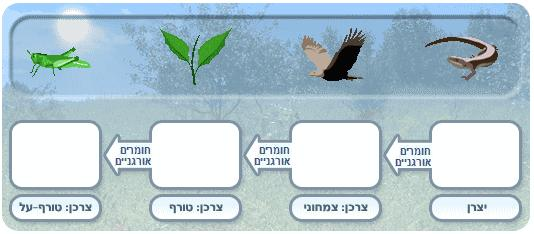 חומרים
אורגניים
חומרים
אורגניים
חומרים
אורגניים
יצרן
צרכן: צמחוני
צרכן: טורף
צרכן: טורף-על